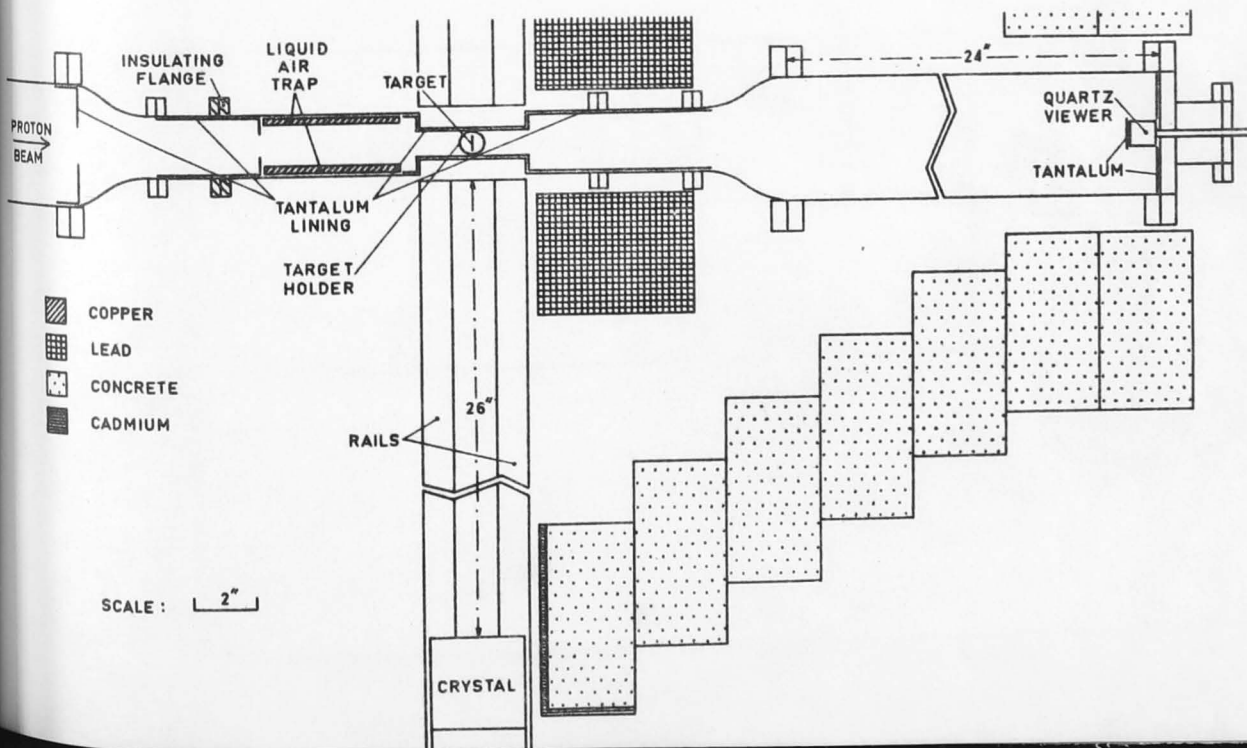 INSULATING
FLANGE
LIQUID
AIR
TRAP
TARGET
24"
PROTON
BEAM
QUARTZ
VIEWER
TANTALUM
TANTALUM
LINING
TARGET
HOLDER
COPPER
LEAD
CONCRETE
CADMIUM
26"
RAILS
SCALE : 2"
CRYSTAL